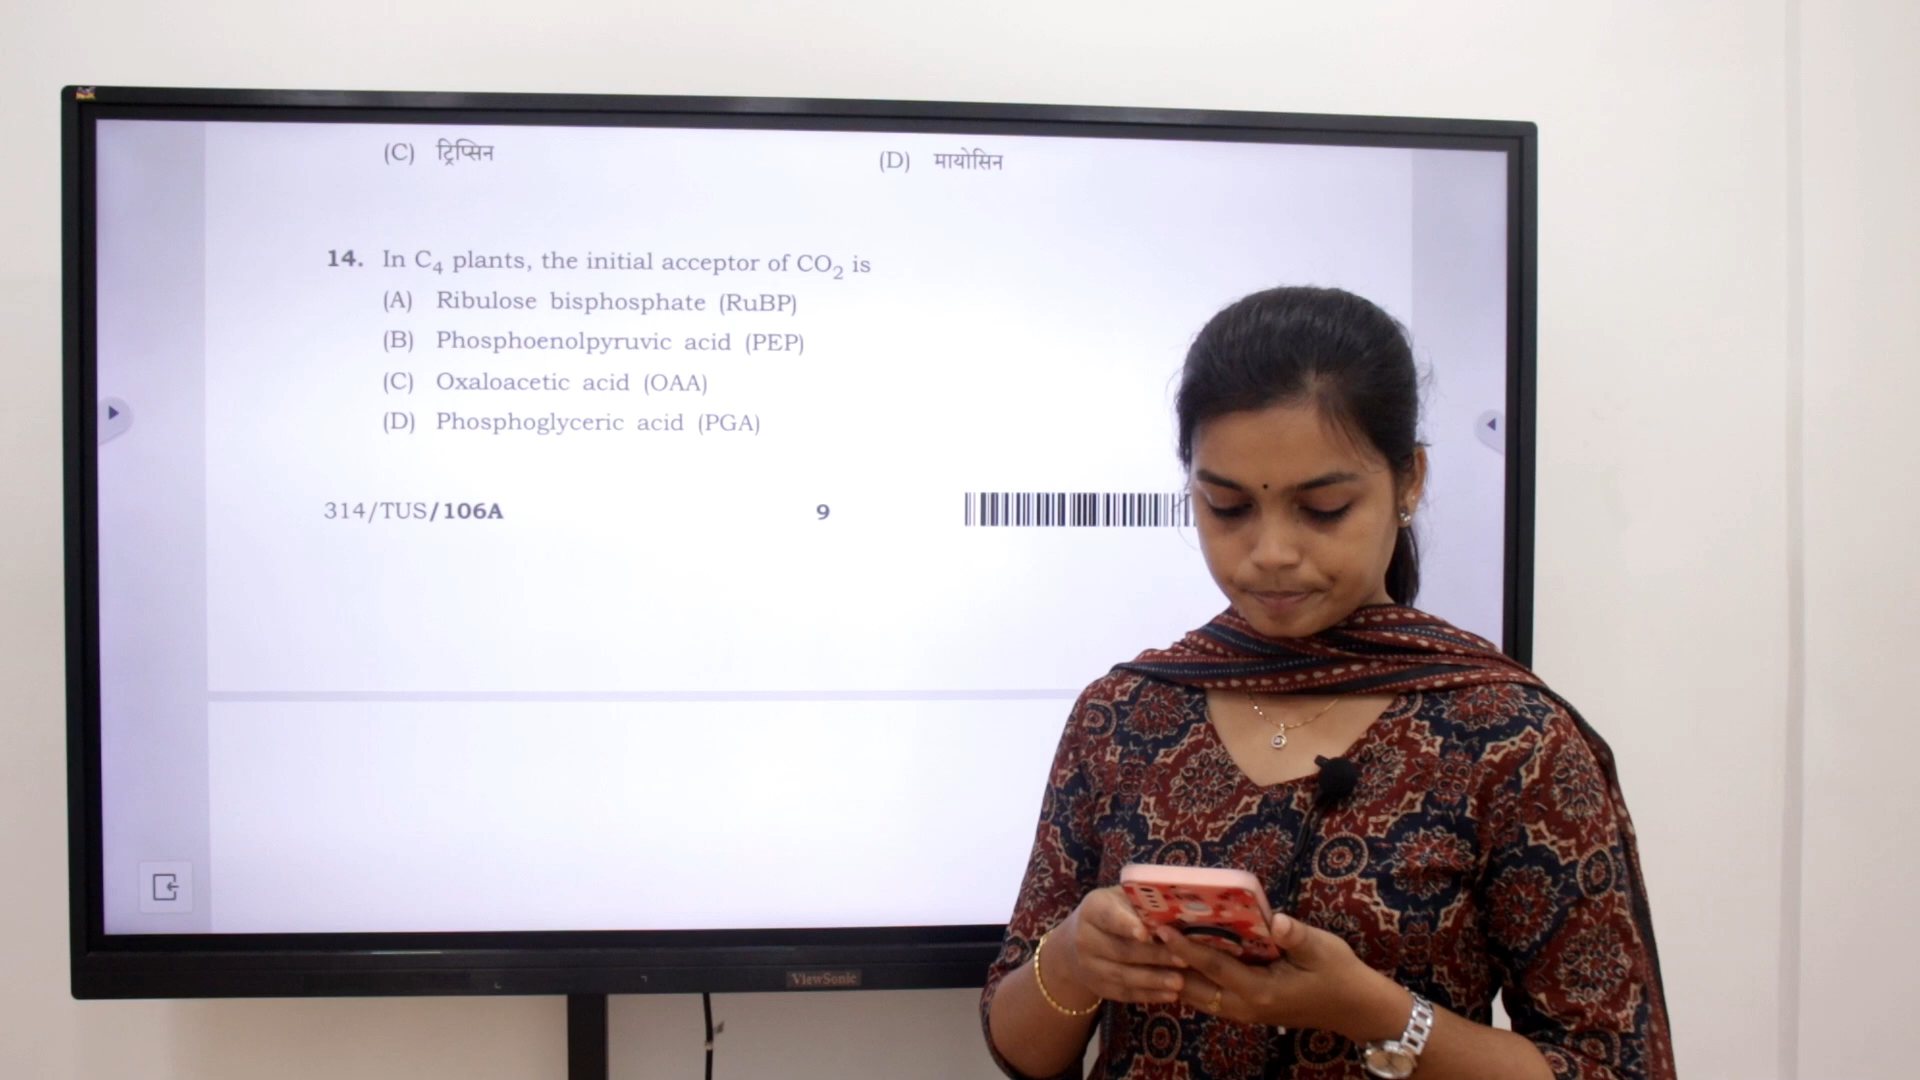 (C) ट्रिप्सिन (D) मायोसिन
14. In C₄ plants, the initial acceptor of CO₂ is
(A) Ribulose bisphosphate (RuBP)
(B) Phosphoenolpyruvic acid (PEP)
(C) Oxaloacetic acid (OAA)
(D) Phosphoglyceric acid (PGA)
314/TUS/106A 9
ViewSonic